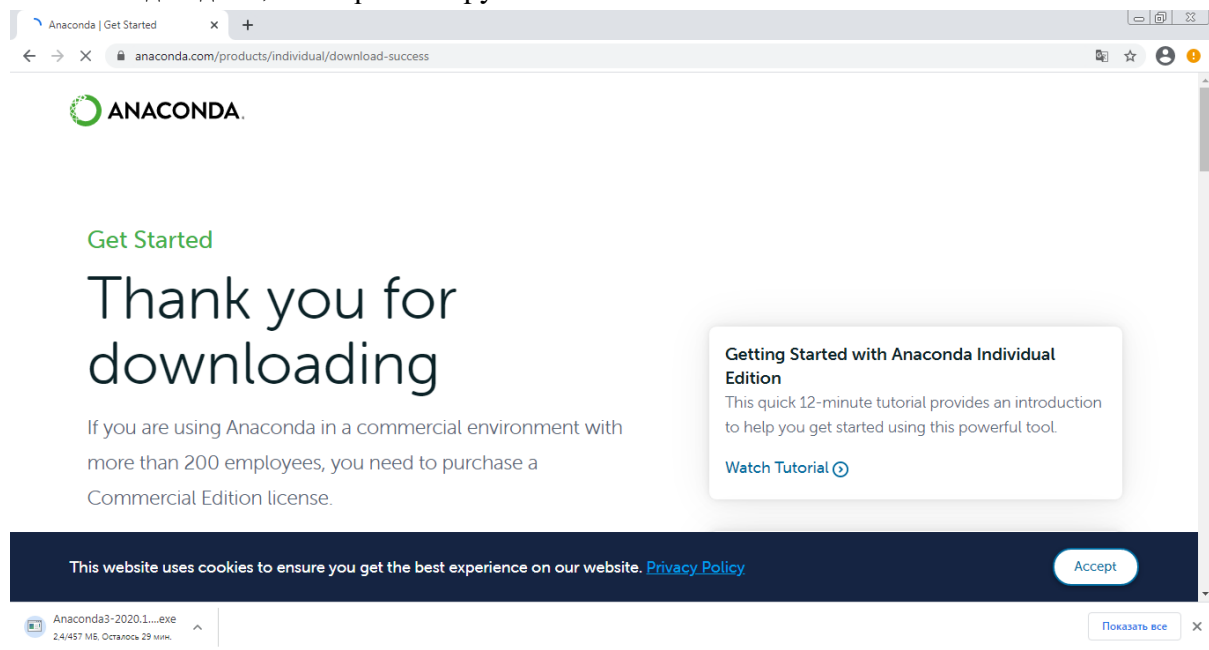 Anaconda | Get Started
anaconda.com/products/individual/download-success
ANACONDA.
Get Started
Thank you for
downloading
If you are using Anaconda in a commercial environment with
more than 200 employees, you need to purchase a
Commercial Edition license.
Getting Started with Anaconda Individual
Edition
This quick 12-minute tutorial provides an introduction
to help you get started using this powerful tool.
Watch Tutorial
This website uses cookies to ensure you get the best experience on our website. Privacy Policy
Accept
Anaconda3-2020.1....exe
2,4/457 МБ, Осталось 29 мин.
Показать все